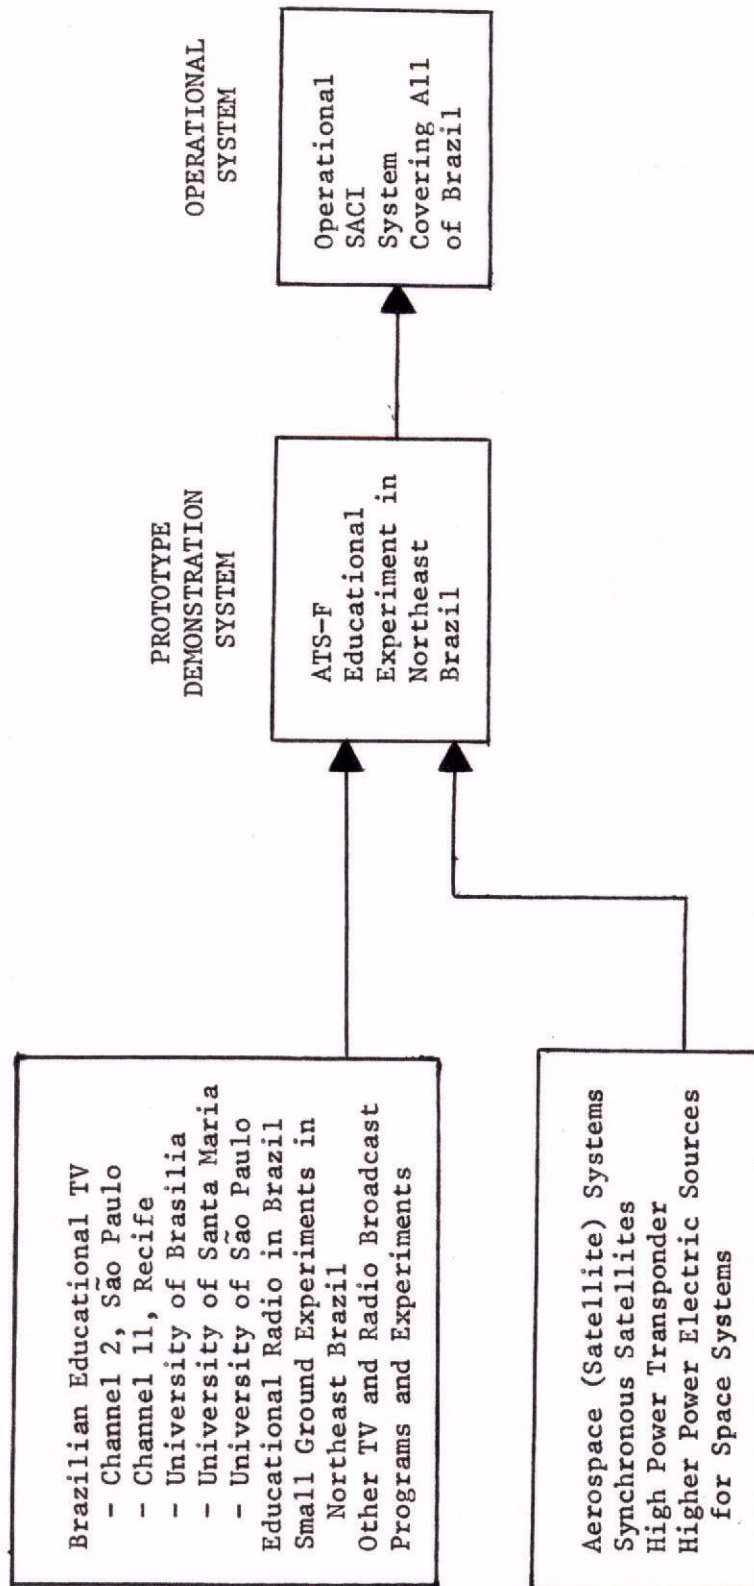 Brazilian Educational TV
- Channel 2, São Paulo
- Channel 11, Recife
- University of Brasilia
- University of Santa Maria
- University of São Paulo
Educational Radio in Brazil
Small Ground Experiments in
Northeast Brazil
Other TV and Radio Broadcast
Programs and Experiments
Aerospace (Satellite) Systems
Synchronous Satellites
High Power Transponder
Higher Power Electric Sources
for Space Systems
PROTOTYPE
DEMONSTRATION
SYSTEM
ATS-F
Educational
Experiment in
Northeast
Brazil
OPERATIONAL
SYSTEM
Operational
SACI
System
Covering All
of Brazil